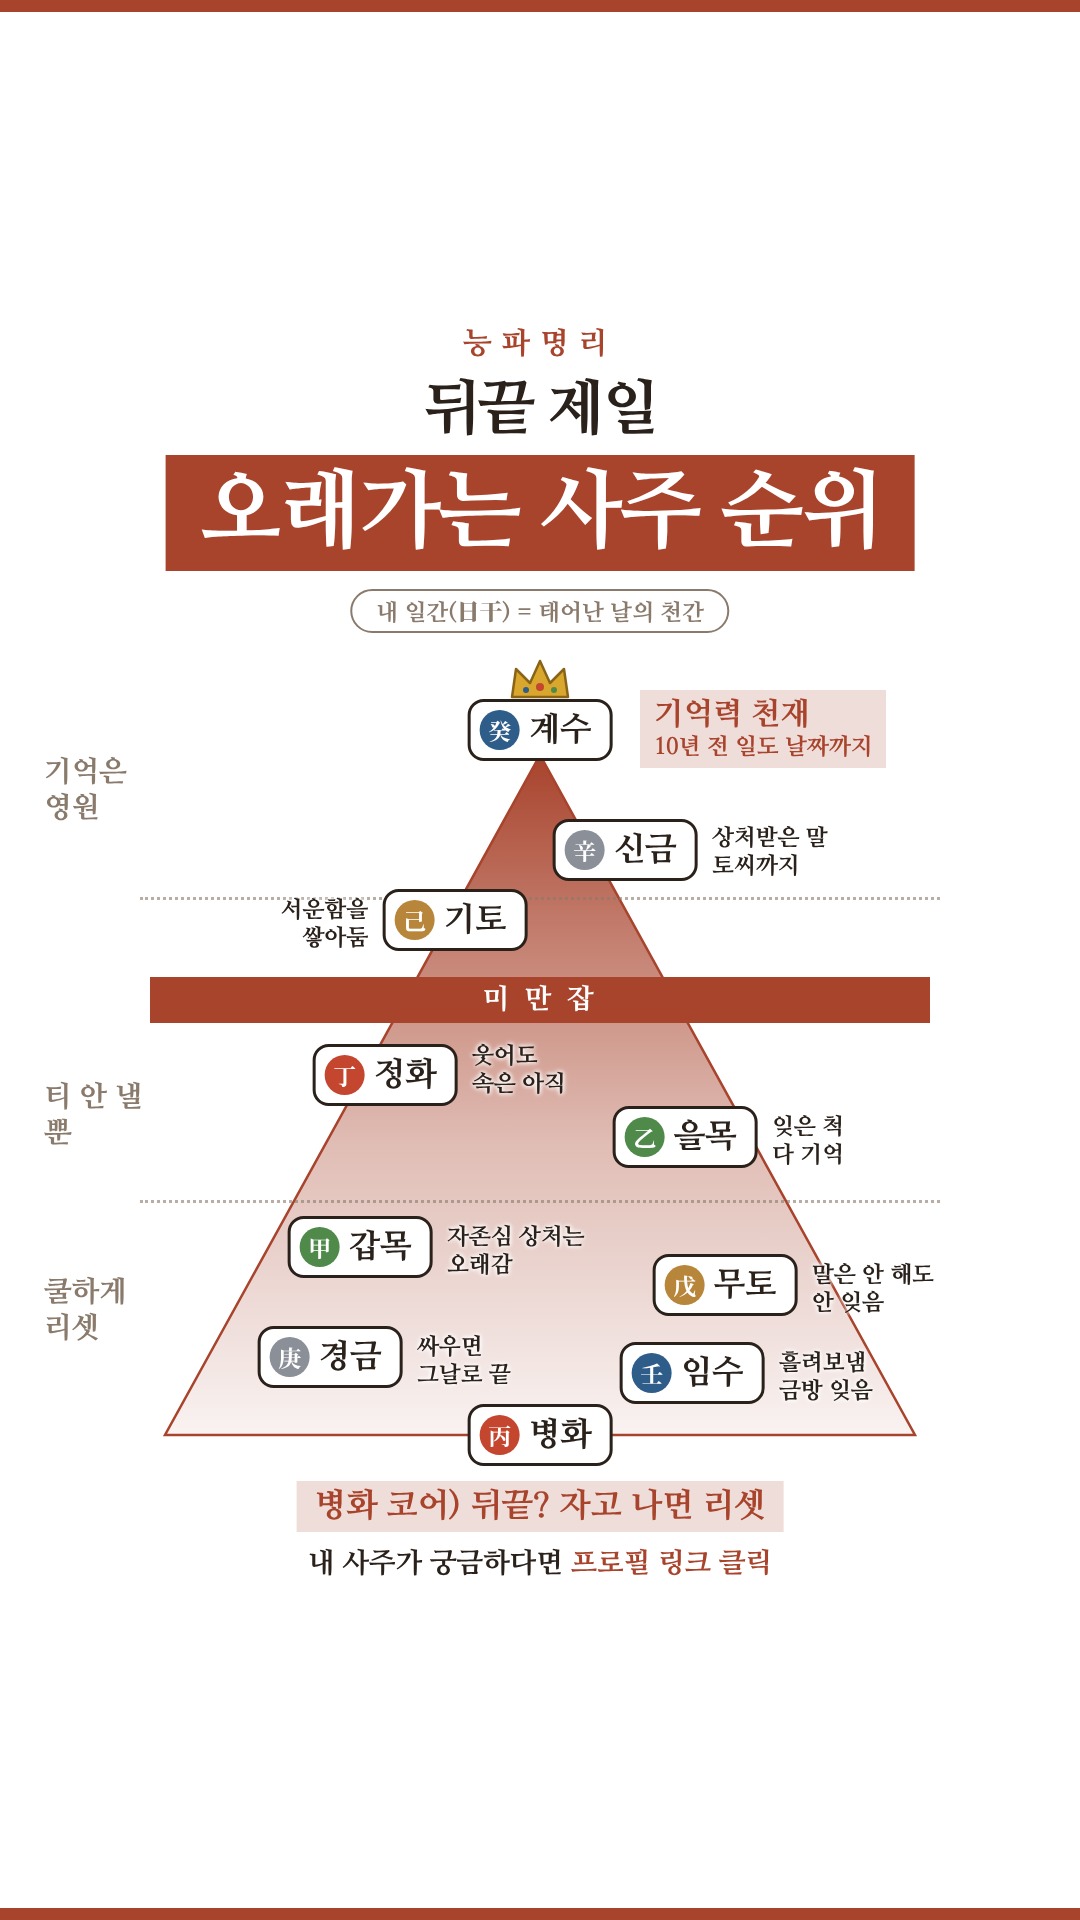 능파명리
뒤끝 제일
오래가는 사주 순위
내 일간(日干) = 태어난 날의 천간
癸 계수
기억력 천재
10년 전 일도 날짜까지
기억은
영원
辛 신금
상처받은 말
토씨까지
서운함을
쌓아둠
己 기토
미만잡
丁 정화
웃어도
속은 아직
티 안 낼
뿐
乙 을목
잊은 척
다 기억
甲 갑목
자존심 상처는
오래감
戊 무토
말은 안 해도
안 잊음
쿨하게
리셋
庚 경금
싸우면
그날로 끝
壬 임수
흘려보냄
금방 잊음
丙 병화
병화 코어) 뒤끝? 자고 나면 리셋
내 사주가 궁금하다면 프로필 링크 클릭